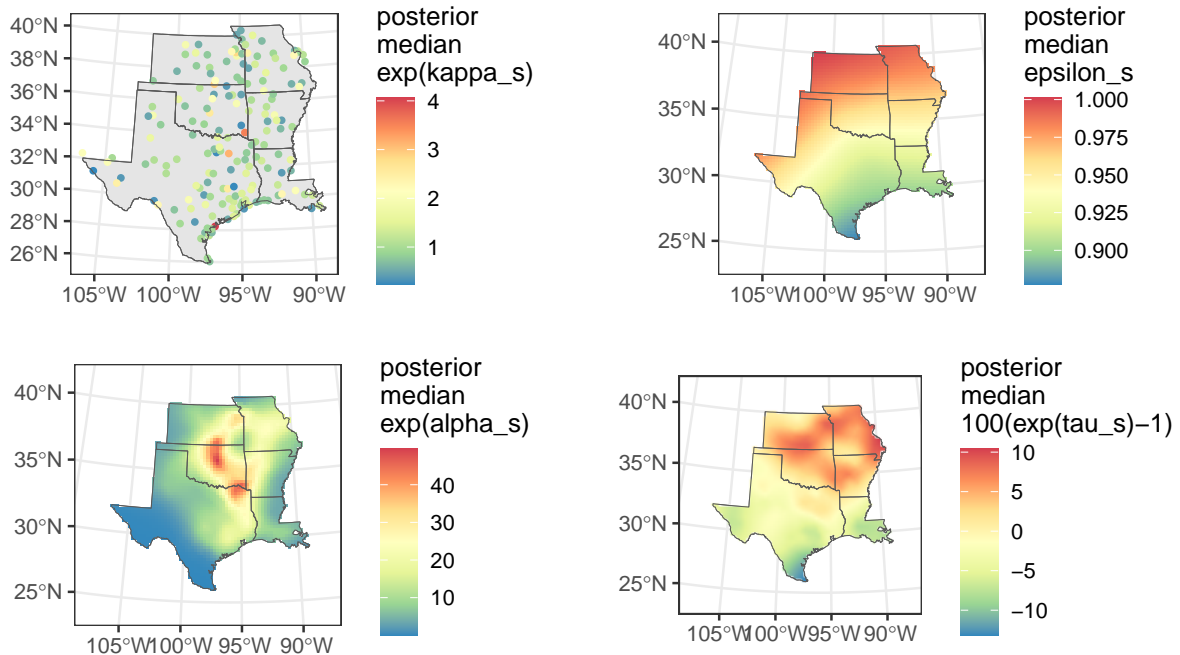 posterior
median
exp(kappa_s)
40°N
38°N
36°N
34°N
32°N
30°N
28°N
26°N
105°W 100°W 95°W 90°W
4
3
2
1
posterior
median
epsilon_s
40°N
35°N
30°N
25°N
105°W100°W 95°W 90°W
1.000
0.975
0.950
0.925
0.900
posterior
median
exp(alpha_s)
40°N
35°N
30°N
25°N
105°W100°W 95°W 90°W
40
30
20
10
posterior
median
100(exp(tau_s)−1)
40°N
35°N
30°N
25°N
105°W100°W 95°W 90°W
10
5
0
−5
−10